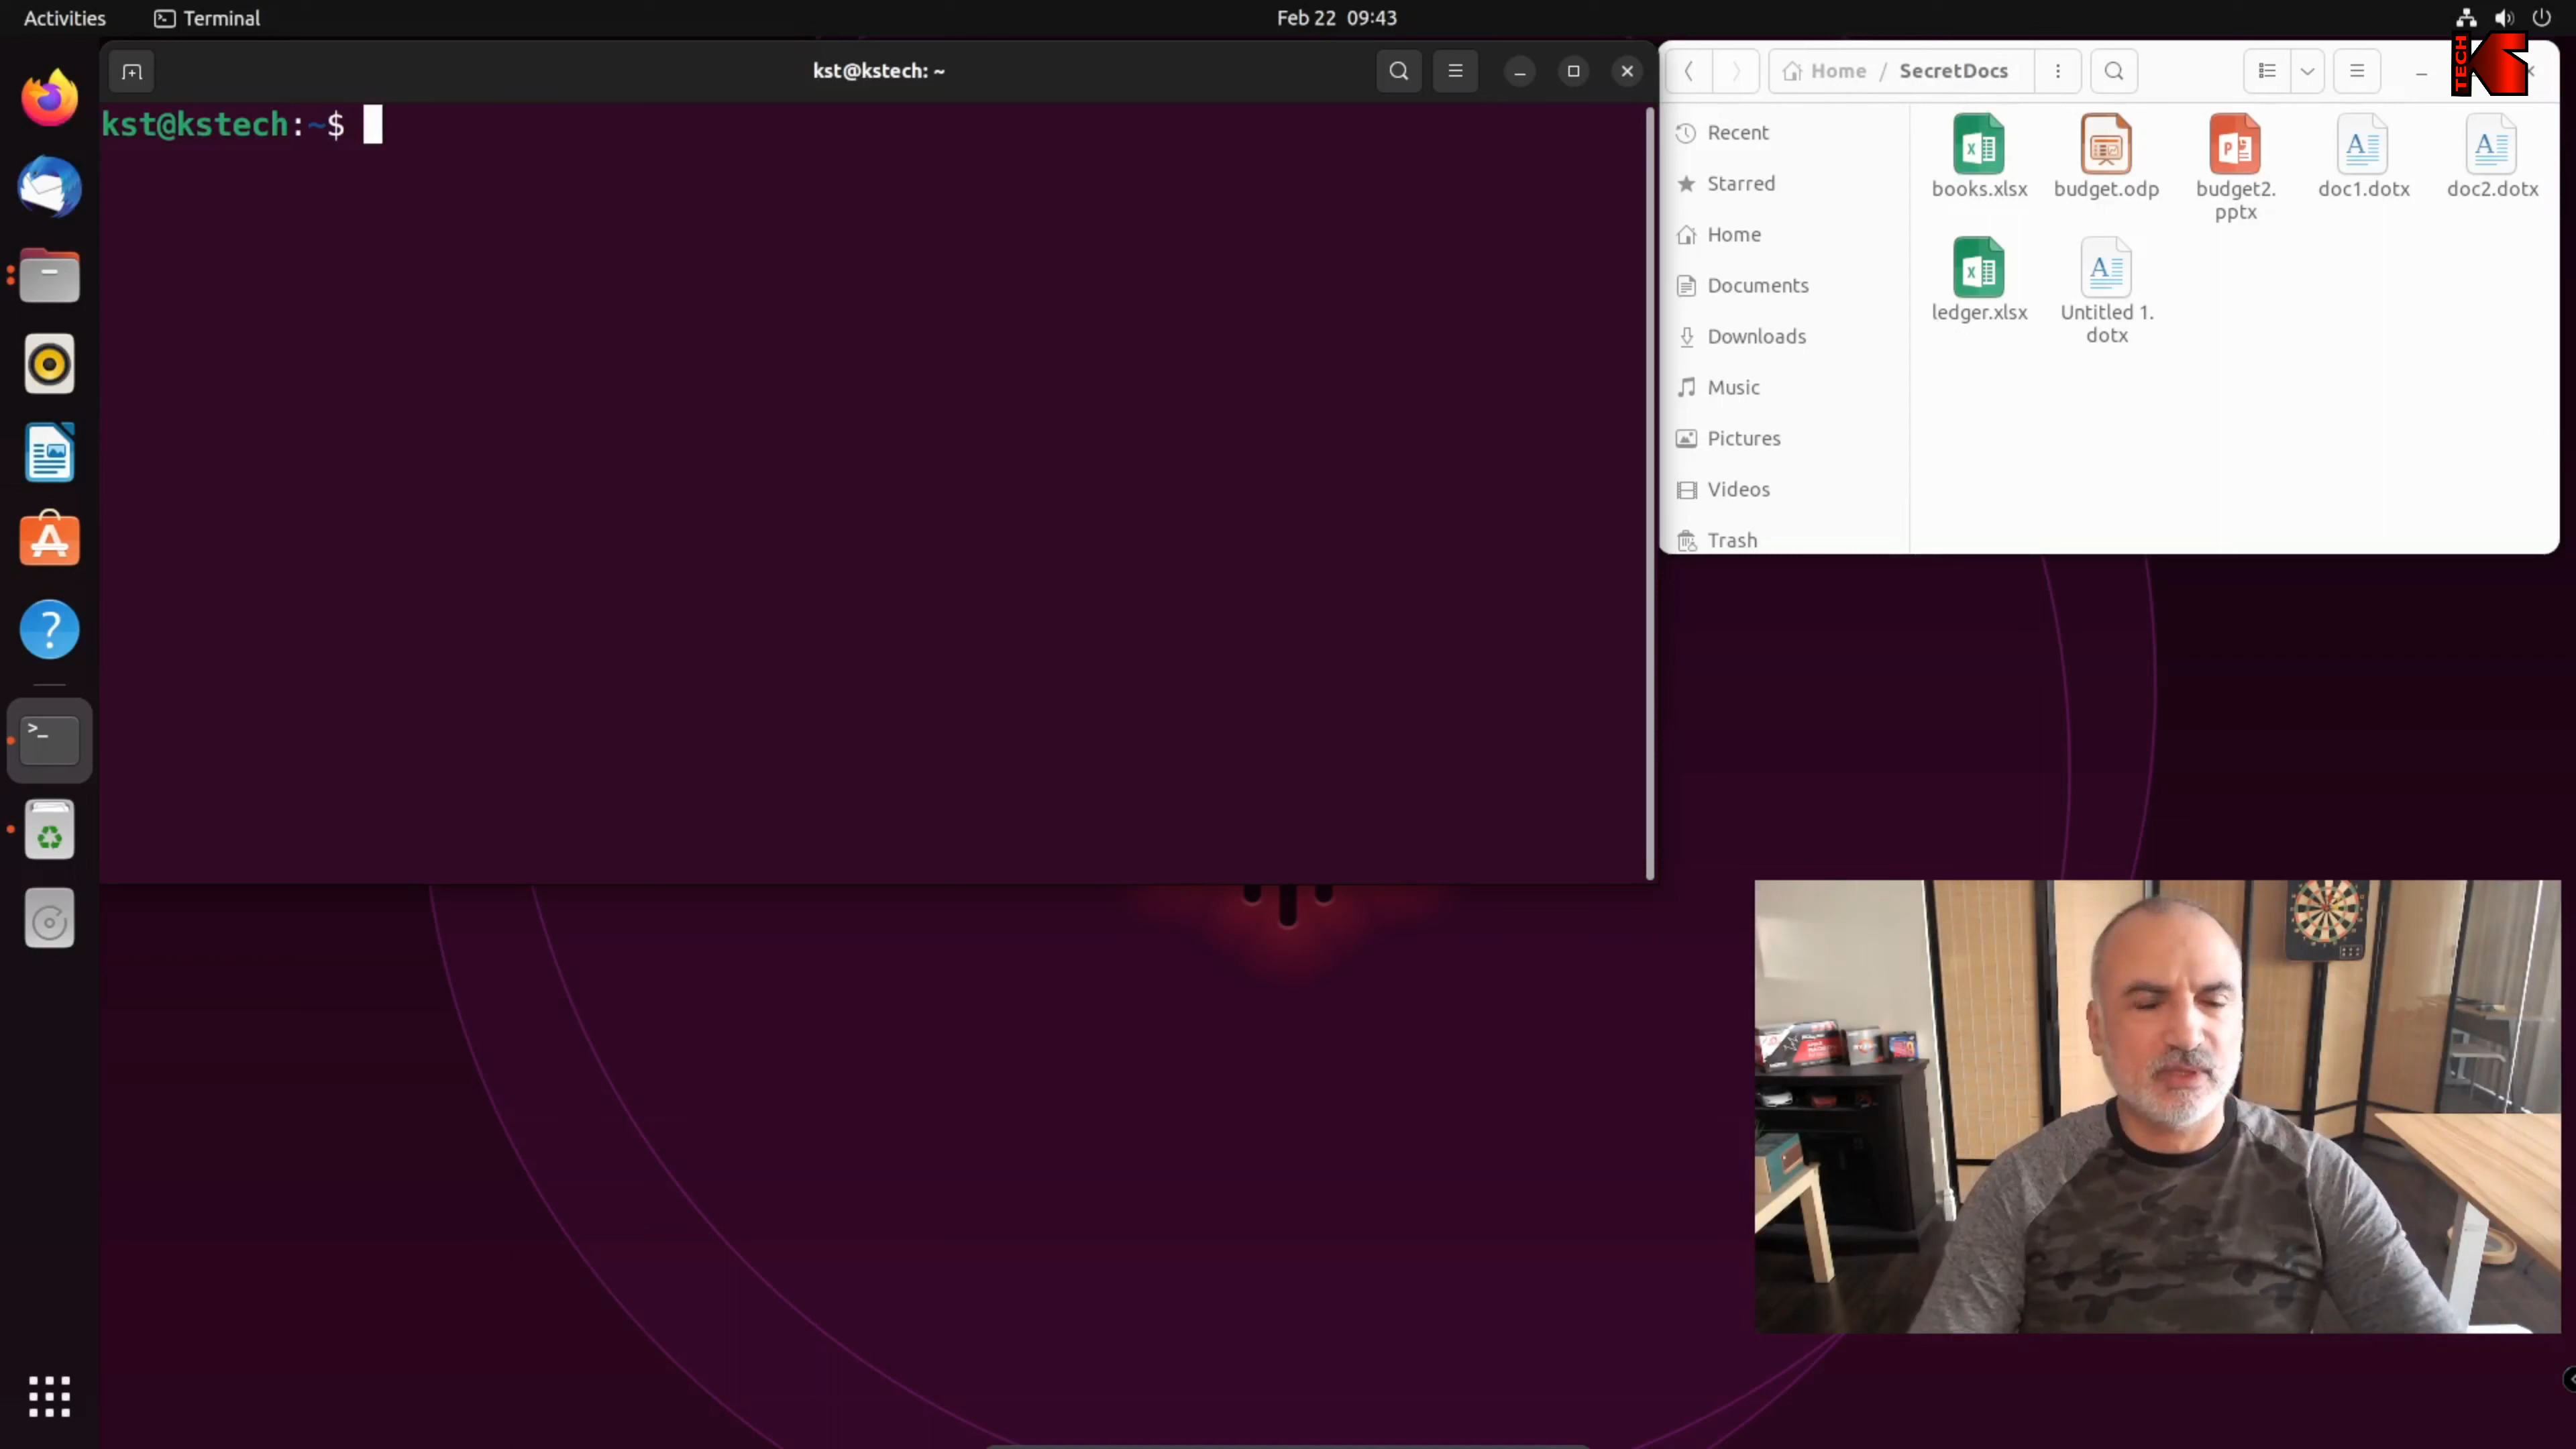 Activities
Terminal
Feb 22 09:43
kst@kstech: ~
kst@kstech:~$
Home / SecretDocs
TECH
K
Recent
Starred
Home
Documents
Downloads
Music
Pictures
Videos
Trash
books.xlsx
budget.odp
budget2.
pptx
doc1.dotx
doc2.dotx
ledger.xlsx
Untitled 1.
dotx